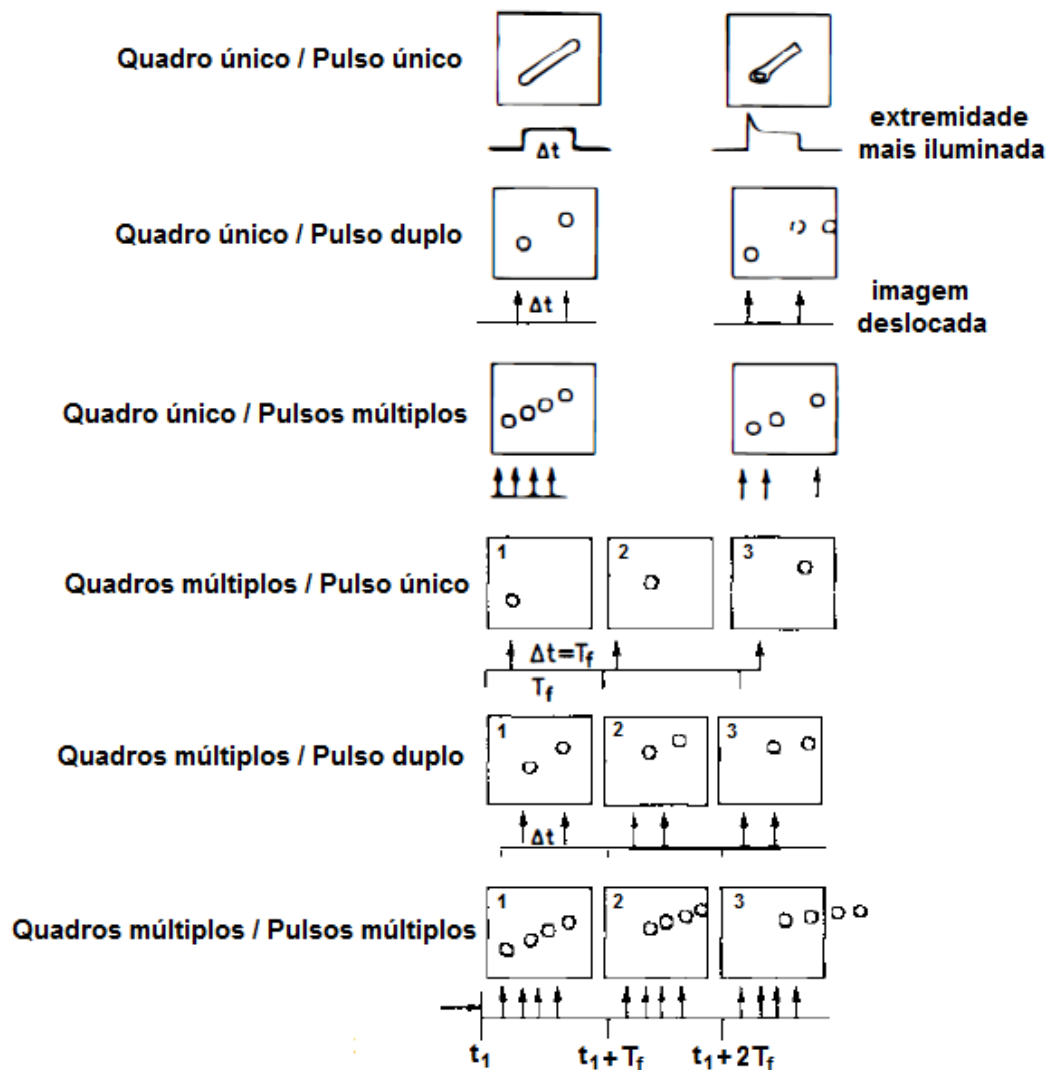 Quadro único / Pulso único
Δt
extremidade
mais iluminada
Quadro único / Pulso duplo
Δt
imagem
deslocada
Quadro único / Pulsos múltiplos
1
2
3
Quadros múltiplos / Pulso único
Δt=Tf
Tf
1
2
3
Quadros múltiplos / Pulso duplo
Δt
1
2
3
Quadros múltiplos / Pulsos múltiplos
t1
t1+Tf
t1+2Tf